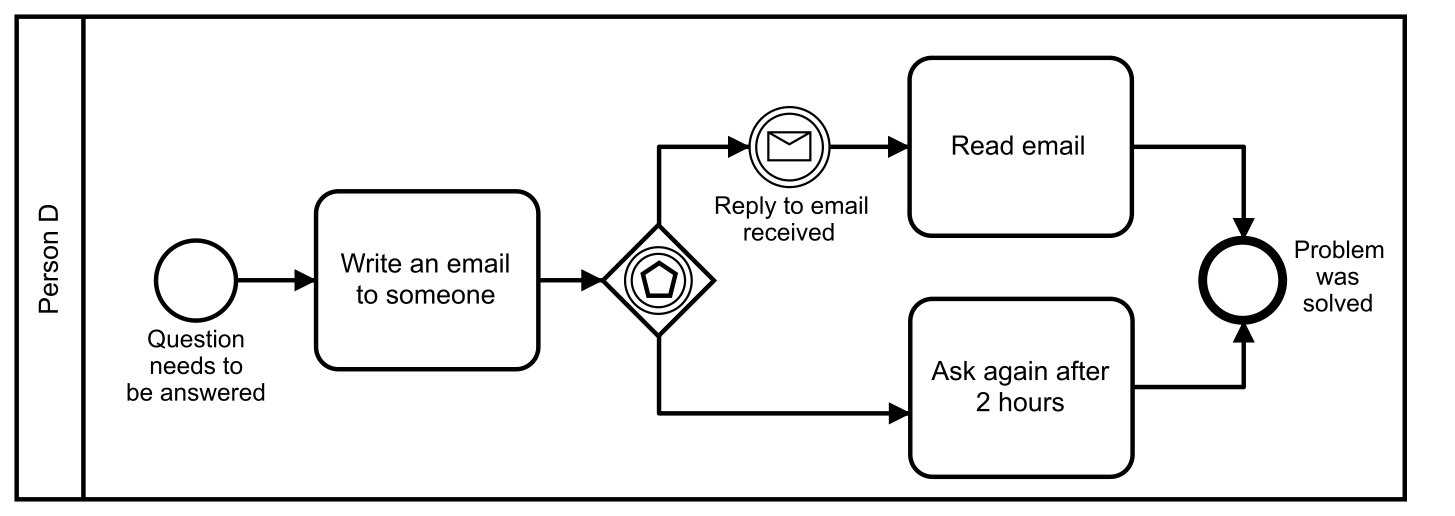 Person D
Question
needs to
be answered
Write an email
to someone
Reply to email
received
Read email
Ask again after
2 hours
Problem
was
solved